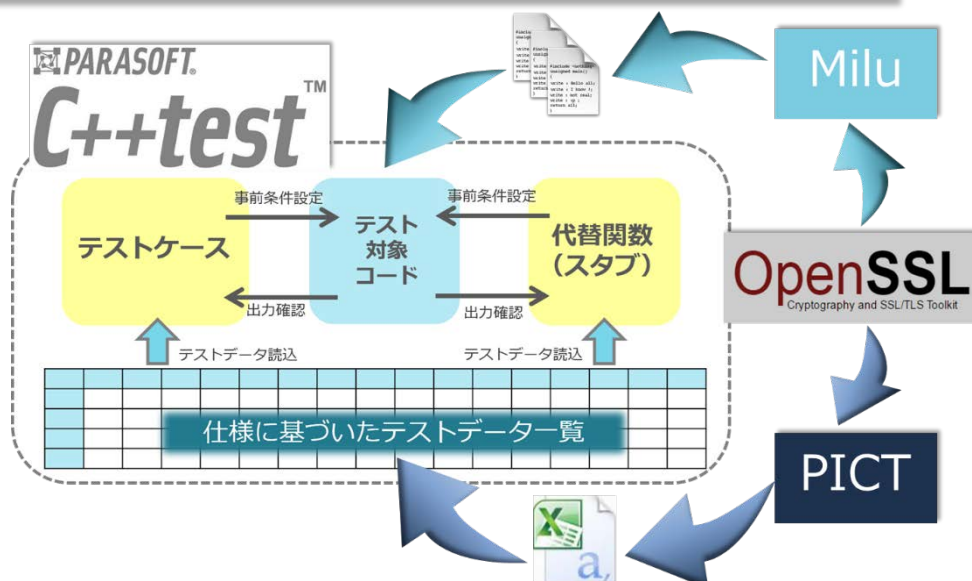 PARASOFT.
C++test™
Milu
事前条件設定
事前条件設定
テストケース
テスト
対象
コード
代替関数
（スタブ）
出力確認
出力確認
OpenSSL
Cryptography and SSL/TLS Toolkit
テストデータ読込
テストデータ読込
仕様に基づいたテストデータ一覧
PICT
X
a,